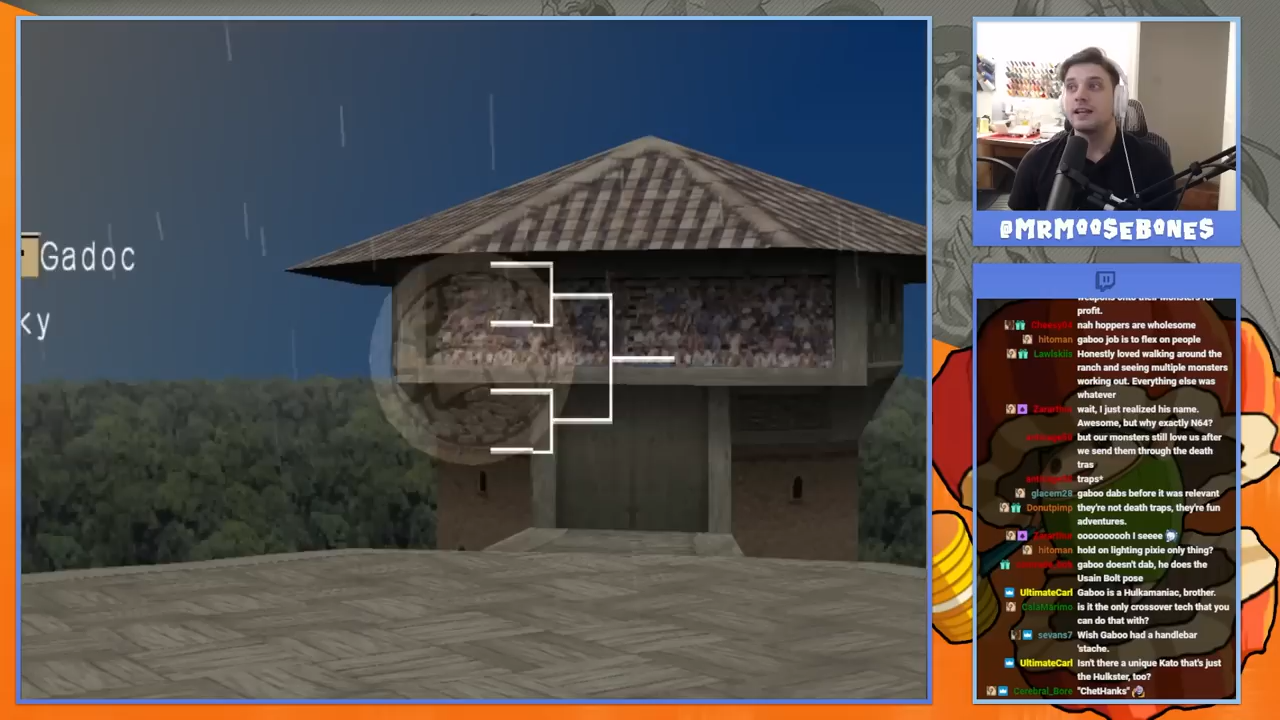 Gadoc
ky
@MRMOOSEBONES
weapons onto their monsters for
profit.
Cheesy04 nah hoppers are wholesome
hitoman gaboo job is to flex on people
Lawlskiis Honestly loved walking around the
ranch and seeing multiple monsters
working out. Everything else was
whatever
wait, I just realized his name.
Awesome, but why exactly N64?
but our monsters still love us after
we send them through the death
tras
traps*
glacem28 gaboo dabs before it was relevant
Donutpimp they're not death traps, they're fun
adventures.
oooooooooh I seeee
hitoman hold on lighting pixie only thing?
gaboo doesn't dab, he does the
Usain Bolt pose
UltimateCarl Gaboo is a Hulkamaniac, brother.
CalaMarimo is it the only crossover tech that you
can do that with?
sevans7 Wish Gaboo had a handlebar
'stache.
UltimateCarl Isn't there a unique Kato that's just
the Hulkster, too?
Cerebral_Bore "ChetHanks"